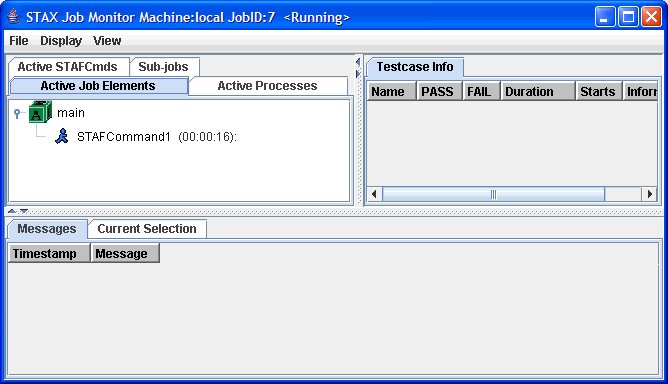 STAX Job Monitor Machine:local JobID:7 <Running>
File Display View
Active STAFCmds Sub-jobs
Active Job Elements Active Processes
A main
STAFCommand1 (00:00:16):
Testcase Info
Name PASS FAIL Duration Starts Inform
Messages Current Selection
Timestamp Message